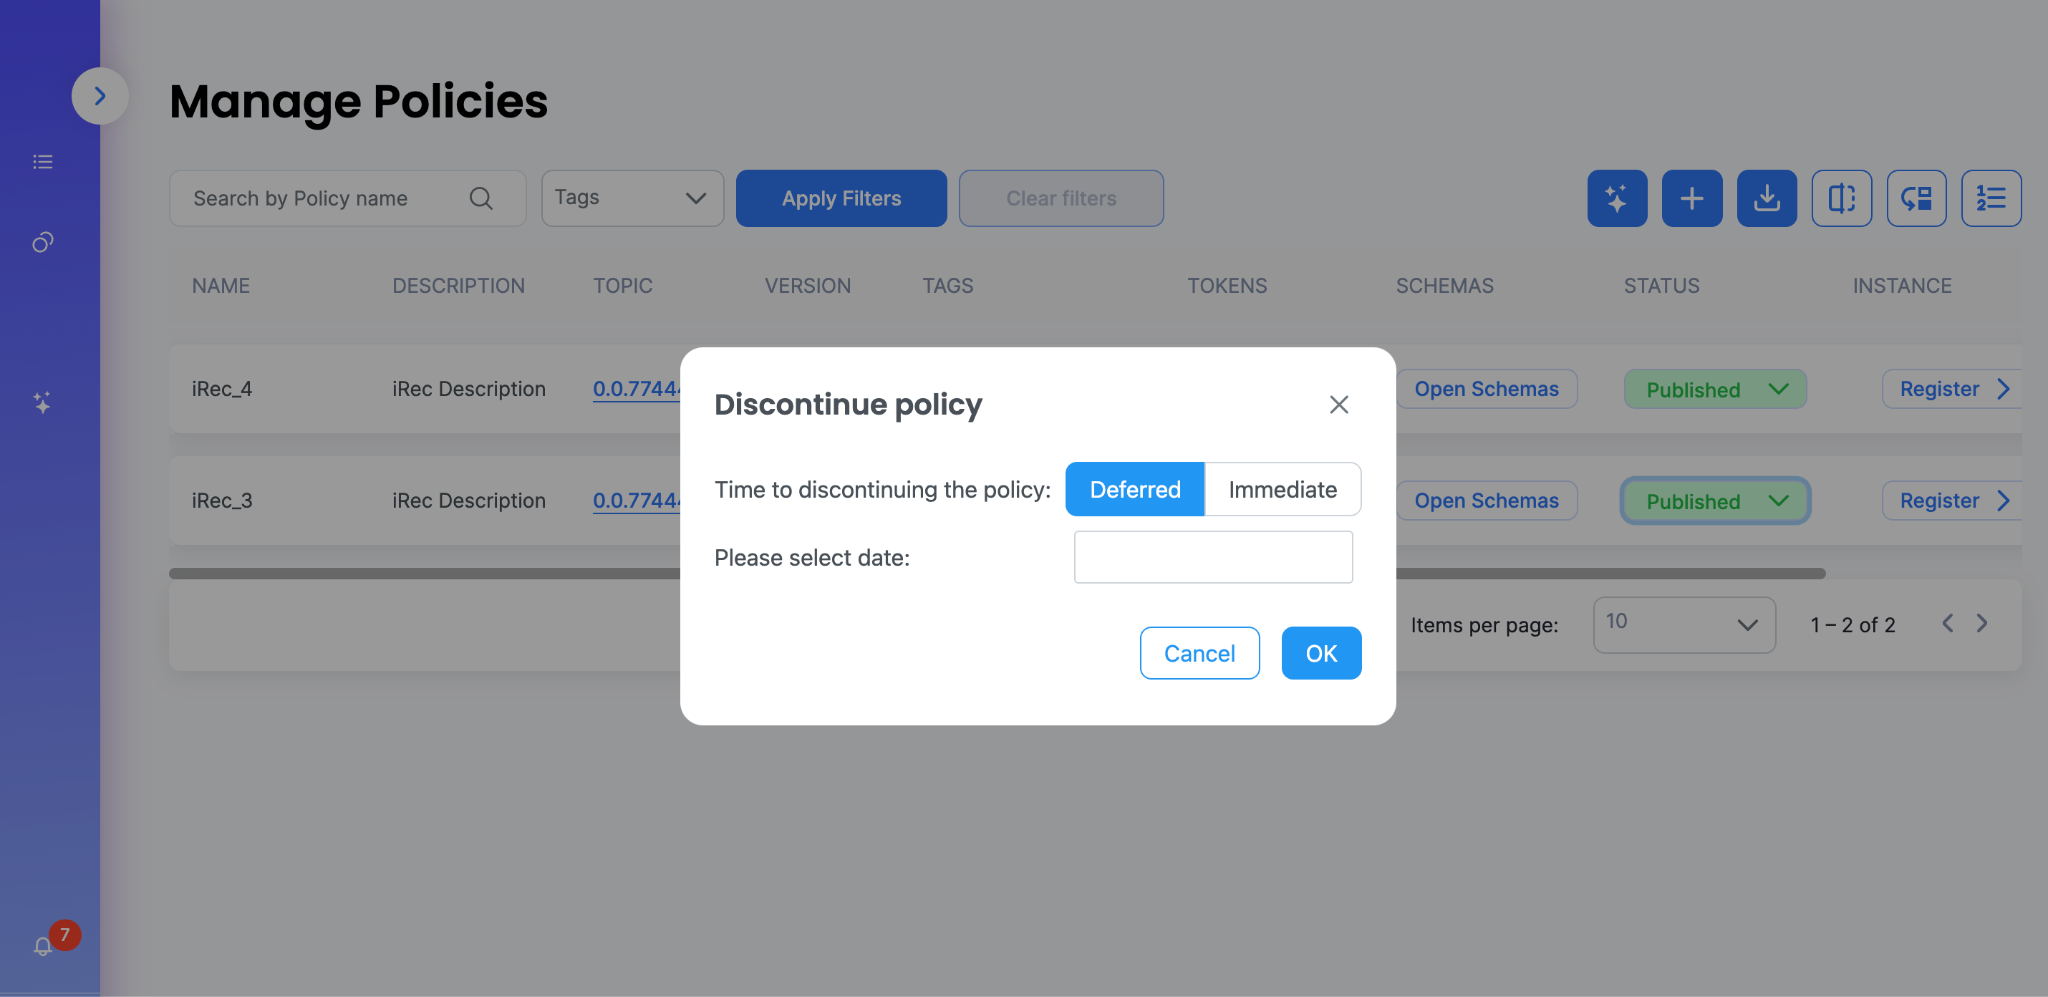 Manage Policies
Search by Policy name
Tags
Apply Filters
Clear filters
NAME DESCRIPTION TOPIC VERSION TAGS TOKENS SCHEMAS STATUS INSTANCE
iRec_4 iRec Description 0.0.7744 Open Schemas Published Register
iRec_3 iRec Description 0.0.7744 Open Schemas Published Register
Discontinue policy
Time to discontinuing the policy: Deferred Immediate
Please select date:
Cancel OK
Items per page: 10 1 – 2 of 2
7